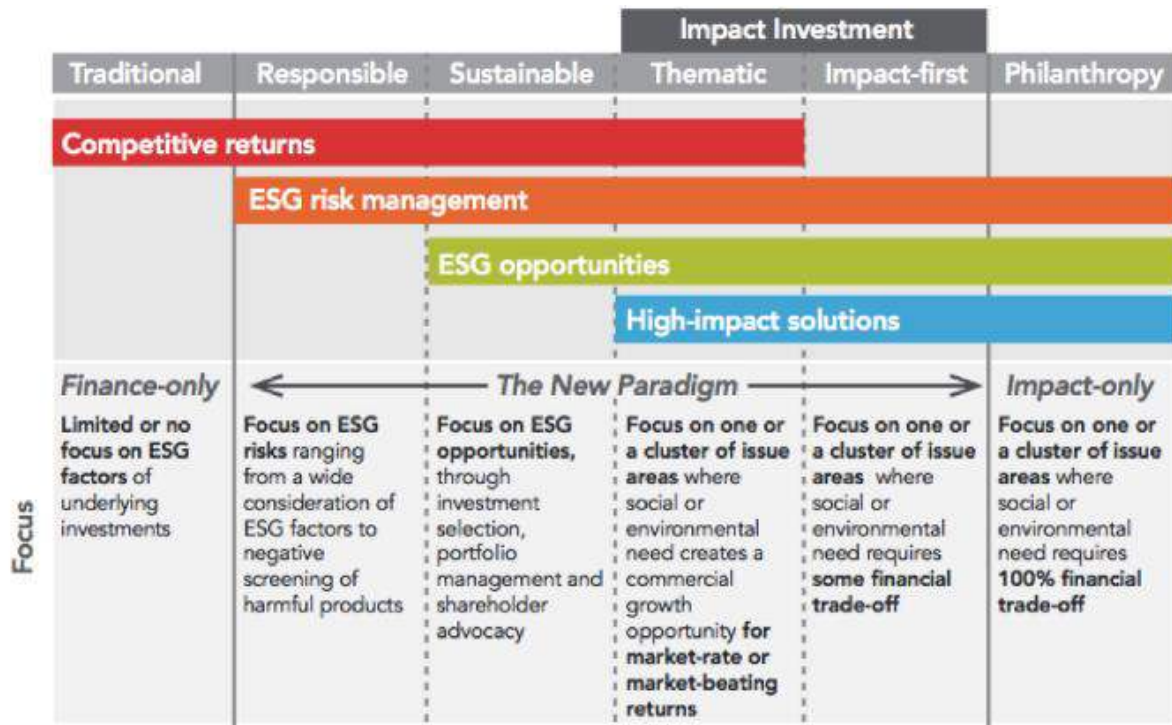 Impact Investment
Traditional
Responsible
Sustainable
Thematic
Impact-first
Philanthropy
Competitive returns
ESG risk management
ESG opportunities
High-impact solutions
Finance-only
The New Paradigm
Impact-only
Focus
Limited or no
focus on ESG
factors of
underlying
investments
Focus on ESG
risks ranging
from a wide
consideration of
ESG factors to
negative
screening of
harmful products
Focus on ESG
opportunities,
through
investment
selection,
portfolio
management and
shareholder
advocacy
Focus on one or
a cluster of issue
areas where
social or
environmental
need creates a
commercial
growth
opportunity for
market-rate or
market-beating
returns
Focus on one or
a cluster of issue
areas where
social or
environmental
need requires
some financial
trade-off
Focus on one or
a cluster of issue
areas where
social or
environmental
need requires
100% financial
trade-off